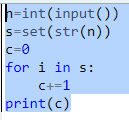 n=int(input())
s=set(str(n))
c=0
for i in s:
    c+=1
print(c)